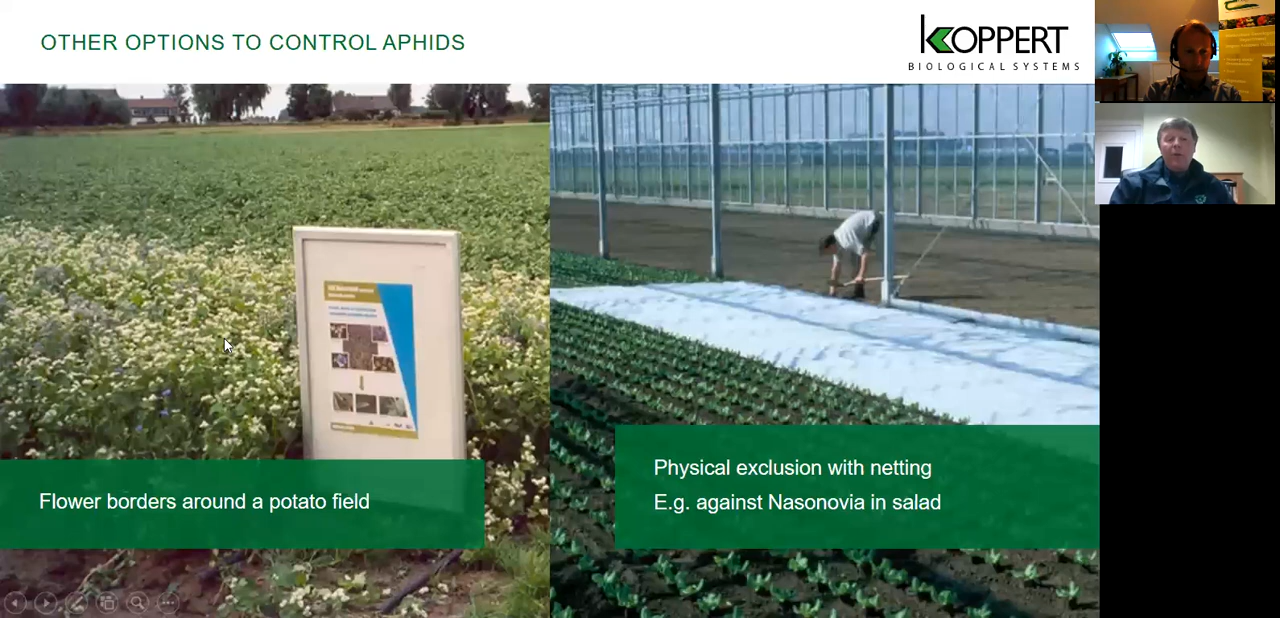 OTHER OPTIONS TO CONTROL APHIDS
KOPPERT
BIOLOGICAL SYSTEMS
Flower borders around a potato field
Physical exclusion with netting
E.g. against Nasonovia in salad